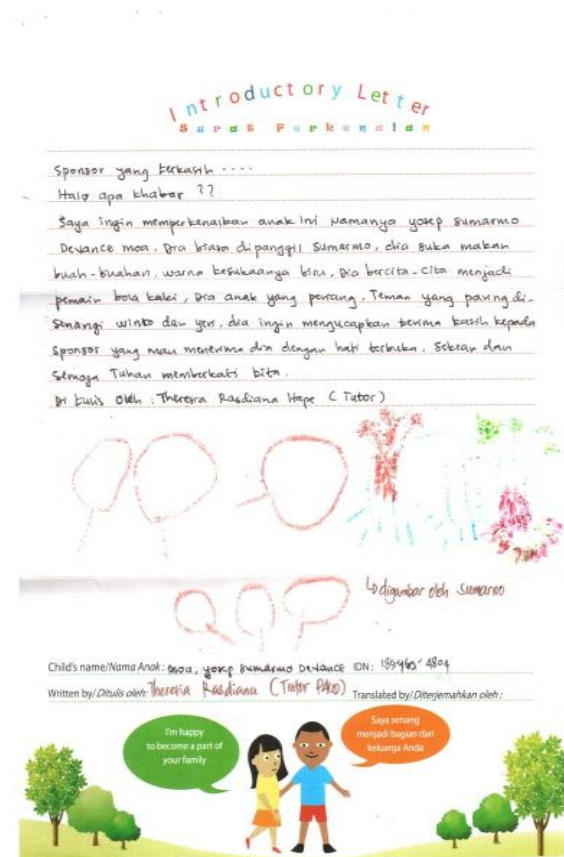 Introductory Letter
Surat Perkenalan
Sponsor yang terkasih ....
Halo apa khabar ??
Saya ingin memperkenalkan anak ini Namanya yosep sumarmo
Devance moa, Dia biasa dipanggil Sumarmo, dia suka makan
buah-buahan, warna kesukaanya biru, Dia bercita-cita menjadi
pemain bola kaki, Dia anak yang periang. Teman yang paling di-
senangi winto dan yeri, dia ingin mengucapkan terima kasih kepada
sponsor yang mau menerima dia dengan hati terbuka. Sekian dan
semoga Tuhan memberkati kita.
Di tulis oleh : Theresia Rasdiana Hape ( Tutor )
digambar oleh Sumarmo
Child's name/Nama Anak : moa, yosep sumarmo Devance IDN :
Written by/ Ditulis oleh: Theresia Rasdiana (Tutor ) Translated by/ Diterjemahkan oleh :
I'm happy
to become a part of
your family
Saya senang
menjadi bagian dari
keluarga Anda